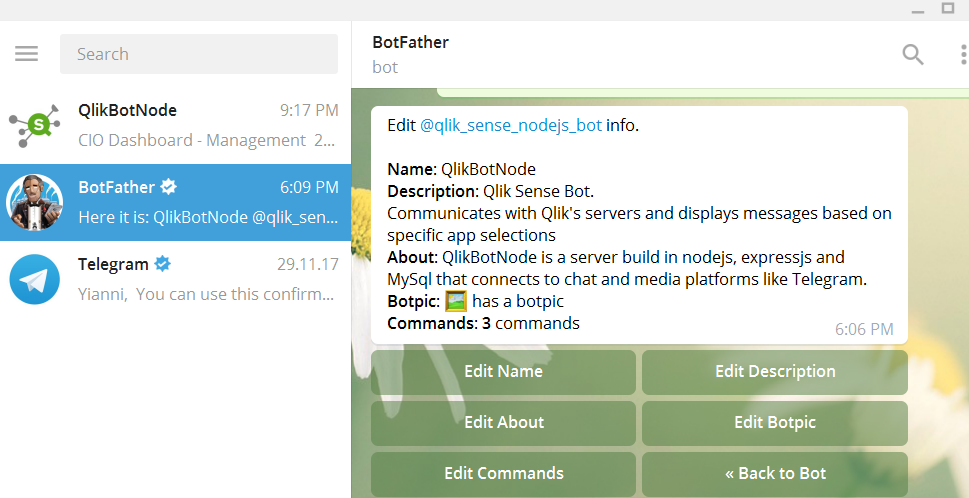 Search
QlikBotNode 9:17 PM
CIO Dashboard - Management 2...
BotFather 6:09 PM
Here it is: QlikBotNode @qlik_sen...
Telegram 29.11.17
Yianni, You can use this confirm...
BotFather
bot
Edit @qlik_sense_nodejs_bot info.
Name: QlikBotNode
Description: Qlik Sense Bot.
Communicates with Qlik's servers and displays messages based on
specific app selections
About: QlikBotNode is a server build in nodejs, expressjs and
MySql that connects to chat and media platforms like Telegram.
Botpic: 🖼 has a botpic
Commands: 3 commands
6:06 PM
Edit Name
Edit Description
Edit About
Edit Botpic
Edit Commands
« Back to Bot